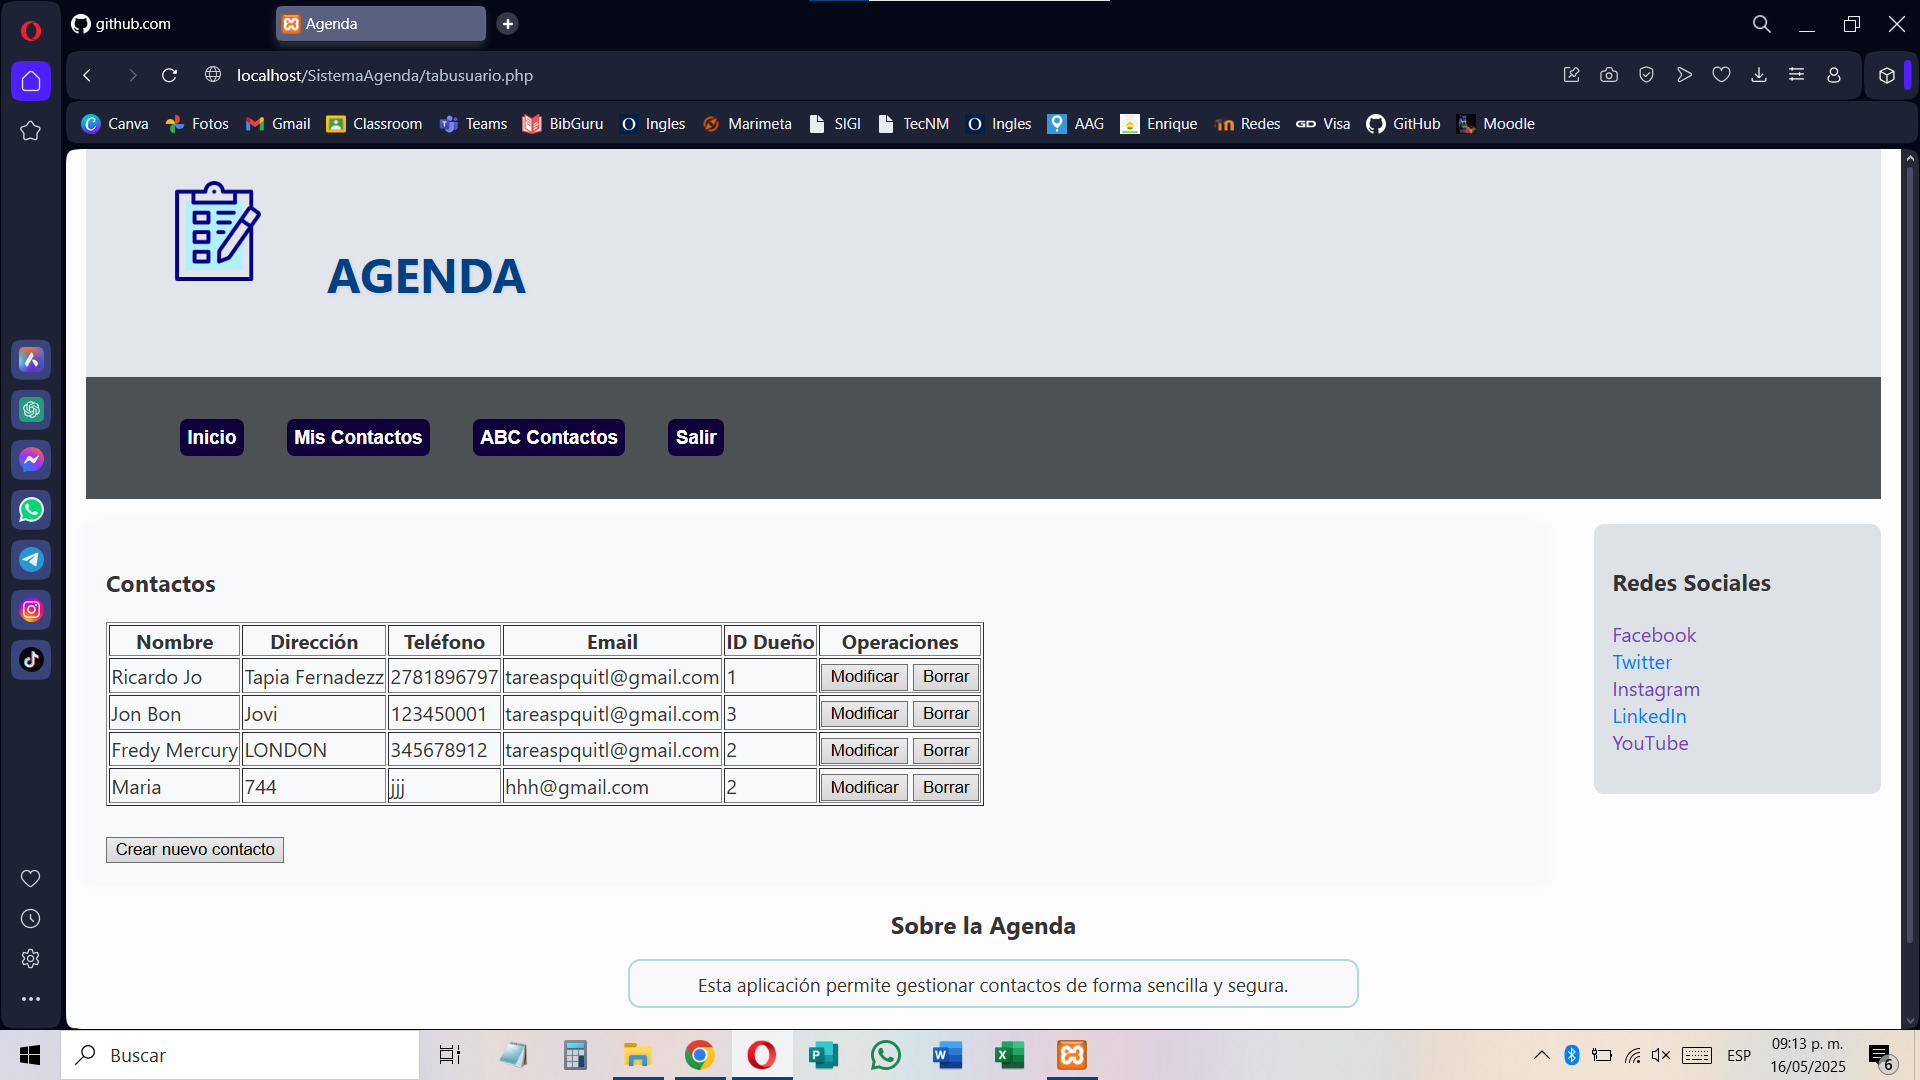 github.com
Agenda
localhost/SistemaAgenda/tabusuario.php
Canva Fotos Gmail Classroom Teams BibGuru Ingles Marimeta SIGI TecNM Ingles AAG Enrique Redes Visa GitHub Moodle
AGENDA
Inicio Mis Contactos ABC Contactos Salir
Contactos
Nombre Dirección Teléfono Email ID Dueño Operaciones
Ricardo Jo Tapia Fernadezz 2781896797 tareaspquitl@gmail.com 1 Modificar Borrar
Jon Bon Jovi 123450001 tareaspquitl@gmail.com 3 Modificar Borrar
Fredy Mercury LONDON 345678912 tareaspquitl@gmail.com 2 Modificar Borrar
Maria 744 jjj hhh@gmail.com 2 Modificar Borrar
Crear nuevo contacto
Redes Sociales
Facebook
Twitter
Instagram
LinkedIn
YouTube
Sobre la Agenda
Esta aplicación permite gestionar contactos de forma sencilla y segura.
Buscar
ESP
09:13 p. m.
16/05/2025
6